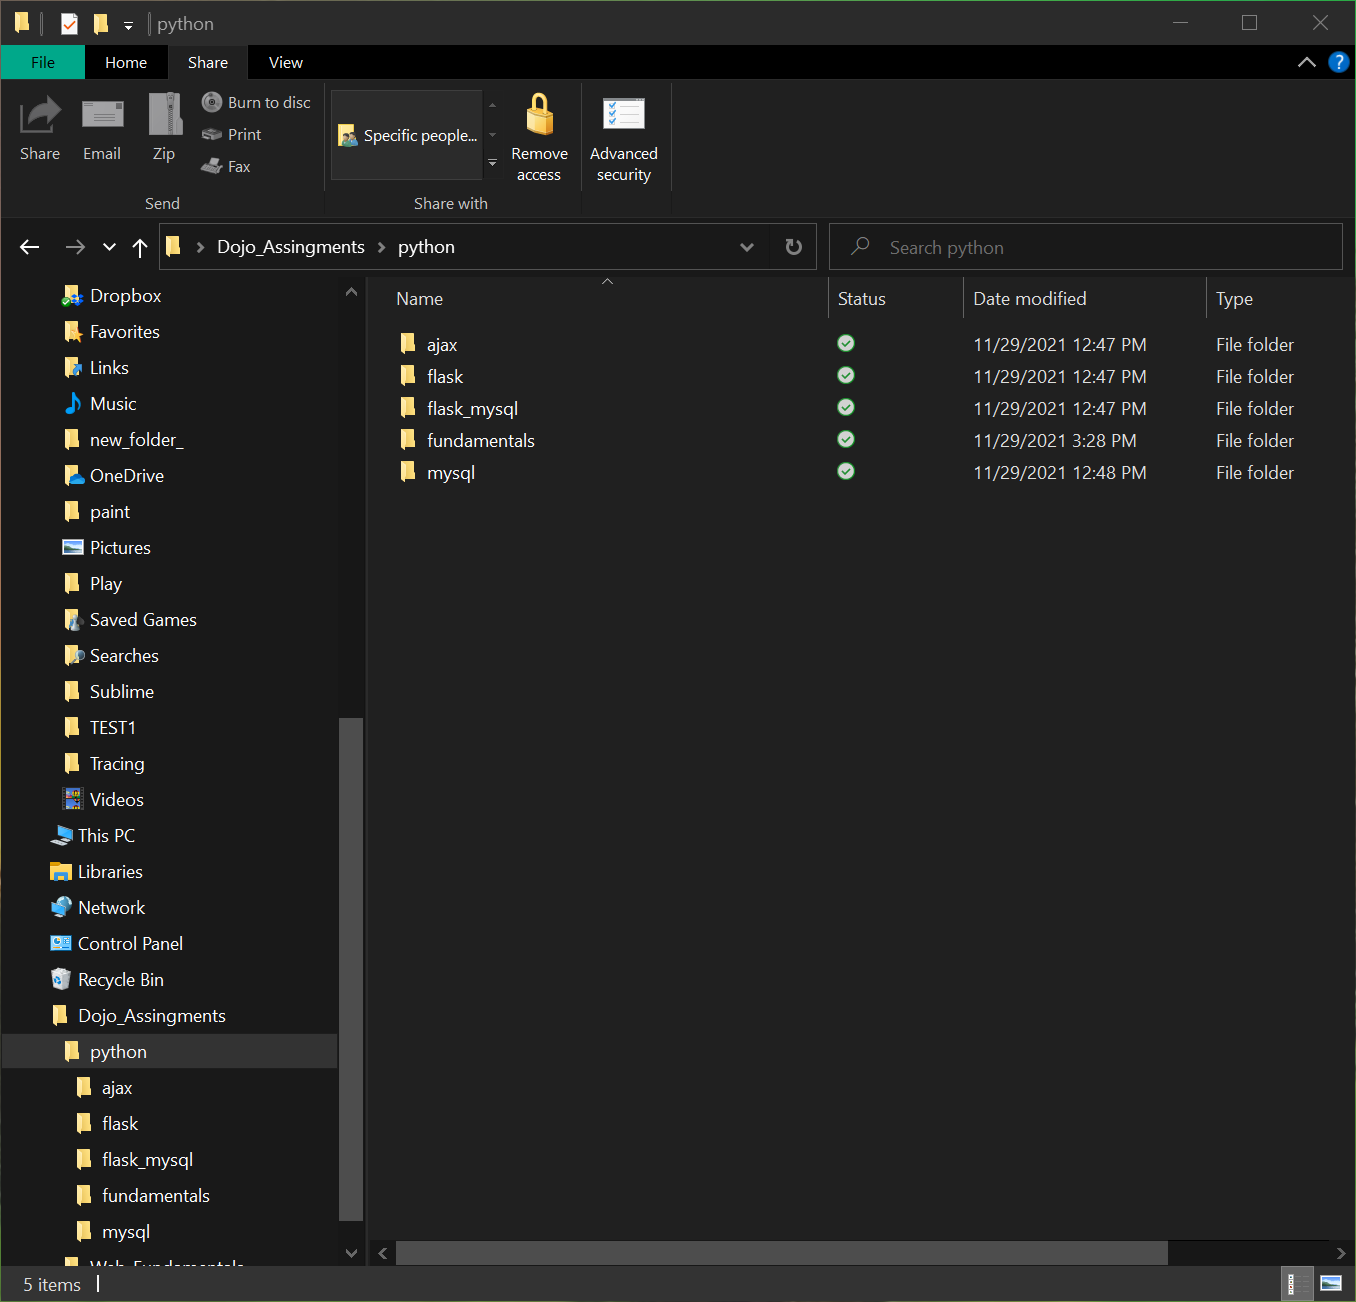 python
File Home Share View
?
Share Email Zip
Burn to disc
Print
Fax
Send
Specific people...
Remove access
Share with
Advanced security
Dojo_Assingments python
Search python
Dropbox
Favorites
Links
Music
new_folder_
OneDrive
paint
Pictures
Play
Saved Games
Searches
Sublime
TEST1
Tracing
Videos
This PC
Libraries
Network
Control Panel
Recycle Bin
Dojo_Assingments
python
ajax
flask
flask_mysql
fundamentals
mysql
Web_Fundamentals
Name Status Date modified Type
ajax 11/29/2021 12:47 PM File folder
flask 11/29/2021 12:47 PM File folder
flask_mysql 11/29/2021 12:47 PM File folder
fundamentals 11/29/2021 3:28 PM File folder
mysql 11/29/2021 12:48 PM File folder
5 items